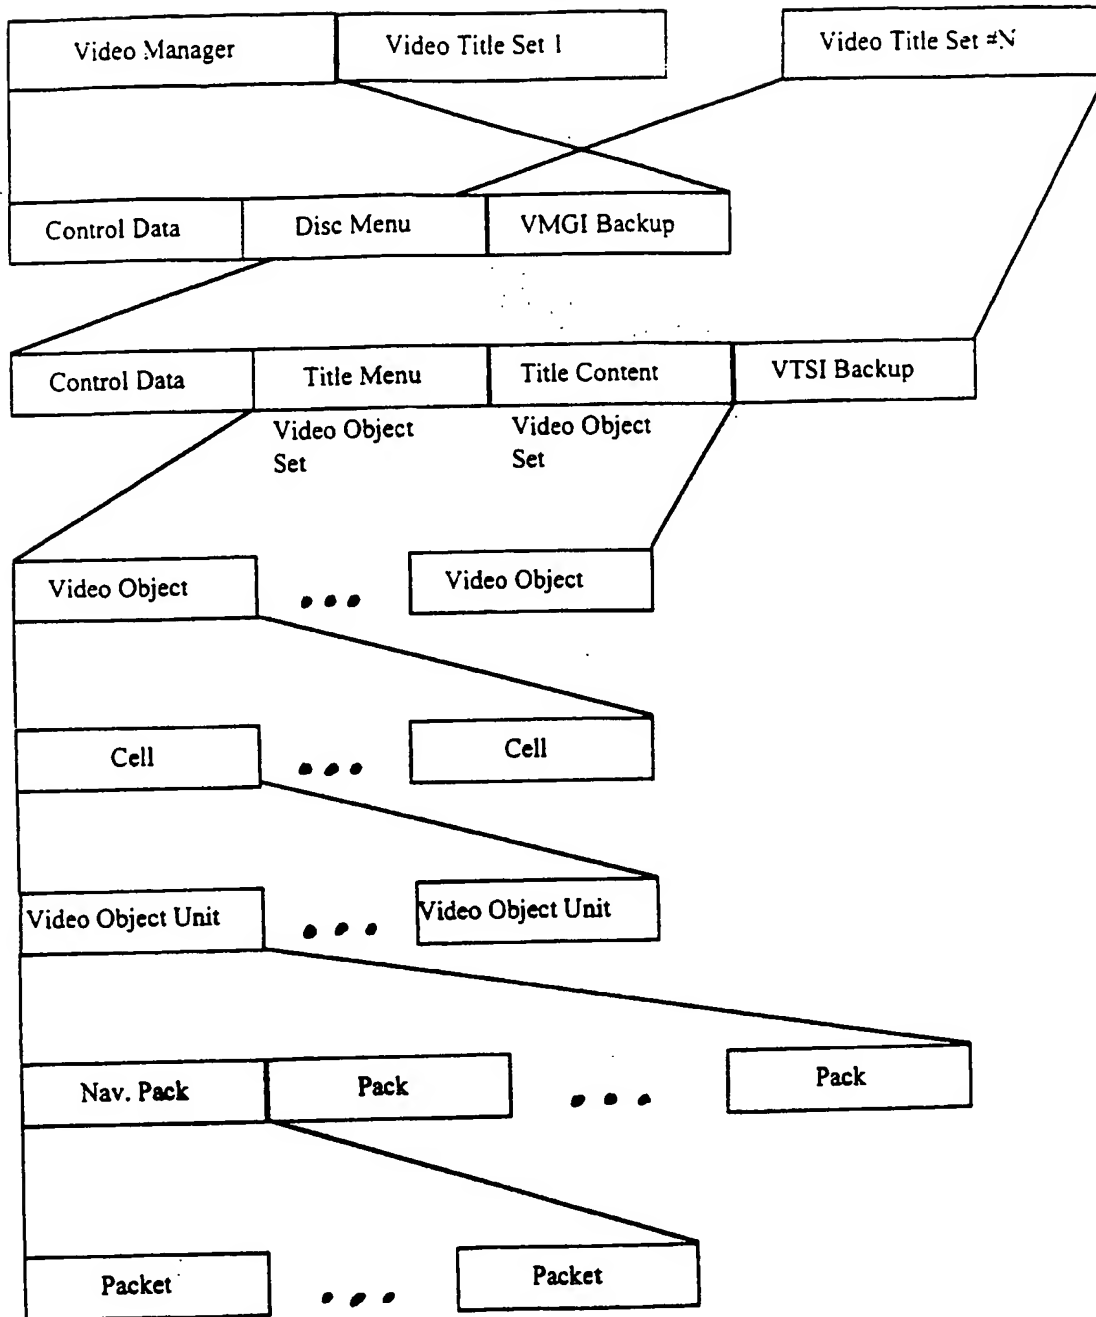 Video Manager
Video Title Set 1
Video Title Set #N
Control Data
Disc Menu
VMGI Backup
Control Data
Title Menu
Title Content
VTSI Backup
Video Object
Set
Video Object
Set
Video Object
•••
Video Object
Cell
•••
Cell
Video Object Unit
•••
Video Object Unit
Nav. Pack
Pack
•••
Pack
Packet
•••
Packet